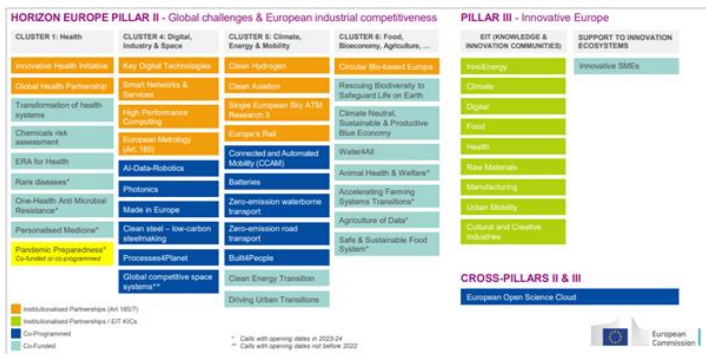 HORIZON EUROPE PILLAR II - Global challenges & European industrial competitiveness
CLUSTER 1: Health
Innovative Health Initiative
Global Health Partnership
Transformation of health
systems
Chemicals risk
assessment
ERA for Health
Rare diseases*
One-Health Anti Microbial
Resistance*
Personalised Medicine*
Pandemic Preparedness*
Co-funded or co-programmed
CLUSTER 4: Digital,
Industry & Space
Key Digital Technologies
Smart Networks &
Services
High Performance
Computing
European Metrology
(Art. 185)
AI-Data-Robotics
Photonics
Made in Europe
Clean steel – low-carbon
steelmaking
Processes4Planet
Global competitive space
systems**
CLUSTER 5: Climate,
Energy & Mobility
Clean Hydrogen
Clean Aviation
Single European Sky ATM
Research 3
Europe's Rail
Connected and Automated
Mobility (CCAM)
Batteries
Zero-emission waterborne
transport
Zero-emission road
transport
Built4People
Clean Energy Transition
Driving Urban Transitions
CLUSTER 6: Food,
Bioeconomy, Agriculture, …
Circular Bio-based Europe
Rescuing Biodiversity to
Safeguard Life on Earth
Climate Neutral,
Sustainable & Productive
Blue Economy
Water4All
Animal Health & Welfare*
Accelerating Farming
Systems Transitions*
Agriculture of Data*
Safe & Sustainable Food
System*
PILLAR III - Innovative Europe
EIT (KNOWLEDGE &
INNOVATION COMMUNITIES)
InnoEnergy
Climate
Digital
Food
Health
Raw Materials
Manufacturing
Urban Mobility
Cultural and Creative
Industries
SUPPORT TO INNOVATION
ECOSYSTEMS
Innovative SMEs
CROSS-PILLARS II & III
European Open Science Cloud
Institutionalised Partnerships (Art 185/7)
Institutionalised Partnerships / EIT KICs
Co-Programmed
Co-Funded
* Calls with opening dates in 2023-24
** Calls with opening dates not before 2022
European
Commission